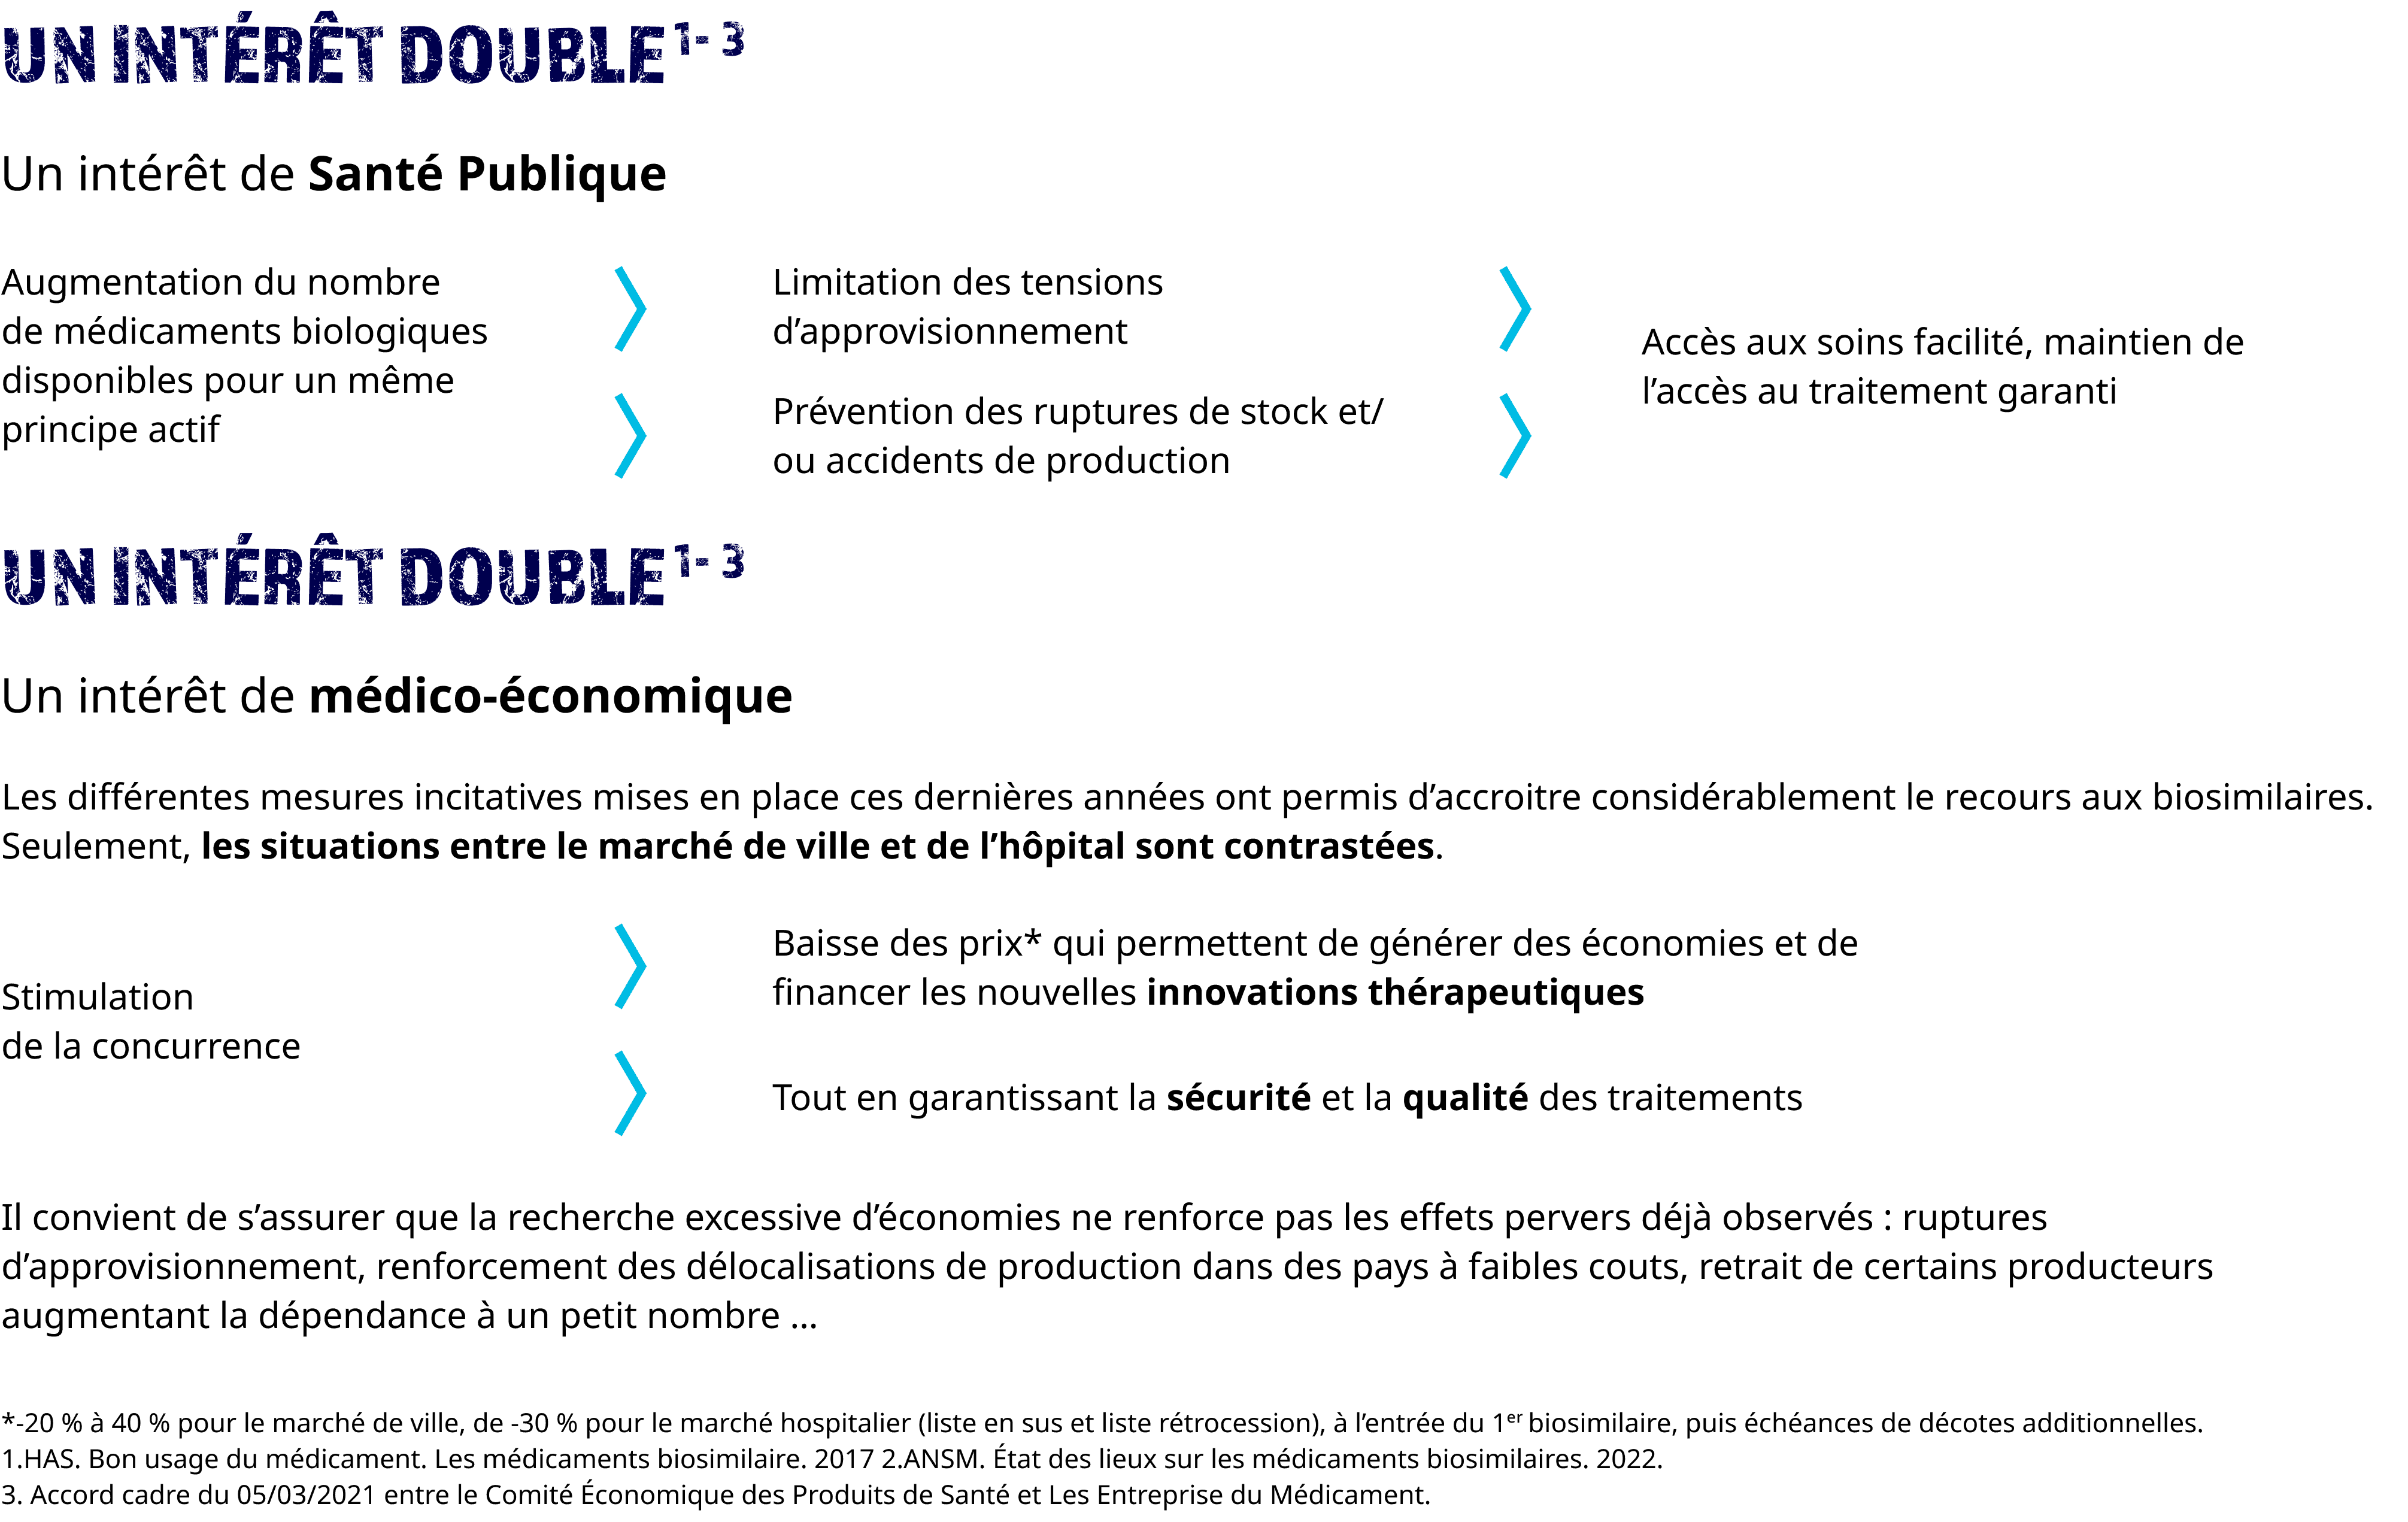 UN INTÉRÊT DOUBLE 1- 3
Un intérêt de Santé Publique
Augmentation du nombre
de médicaments biologiques
disponibles pour un même
principe actif
Limitation des tensions
d’approvisionnement
Prévention des ruptures de stock et/
ou accidents de production
Accès aux soins facilité, maintien de
l’accès au traitement garanti
UN INTÉRÊT DOUBLE 1- 3
Un intérêt de médico-économique
Les différentes mesures incitatives mises en place ces dernières années ont permis d’accroitre considérablement le recours aux biosimilaires.
Seulement, les situations entre le marché de ville et de l’hôpital sont contrastées.
Stimulation
de la concurrence
Baisse des prix* qui permettent de générer des économies et de
financer les nouvelles innovations thérapeutiques
Tout en garantissant la sécurité et la qualité des traitements
Il convient de s’assurer que la recherche excessive d’économies ne renforce pas les effets pervers déjà observés : ruptures
d’approvisionnement, renforcement des délocalisations de production dans des pays à faibles couts, retrait de certains producteurs
augmentant la dépendance à un petit nombre ...
*-20 % à 40 % pour le marché de ville, de -30 % pour le marché hospitalier (liste en sus et liste rétrocession), à l’entrée du 1er biosimilaire, puis échéances de décotes additionnelles.
1.HAS. Bon usage du médicament. Les médicaments biosimilaire. 2017 2.ANSM. État des lieux sur les médicaments biosimilaires. 2022.
3. Accord cadre du 05/03/2021 entre le Comité Économique des Produits de Santé et Les Entreprise du Médicament.